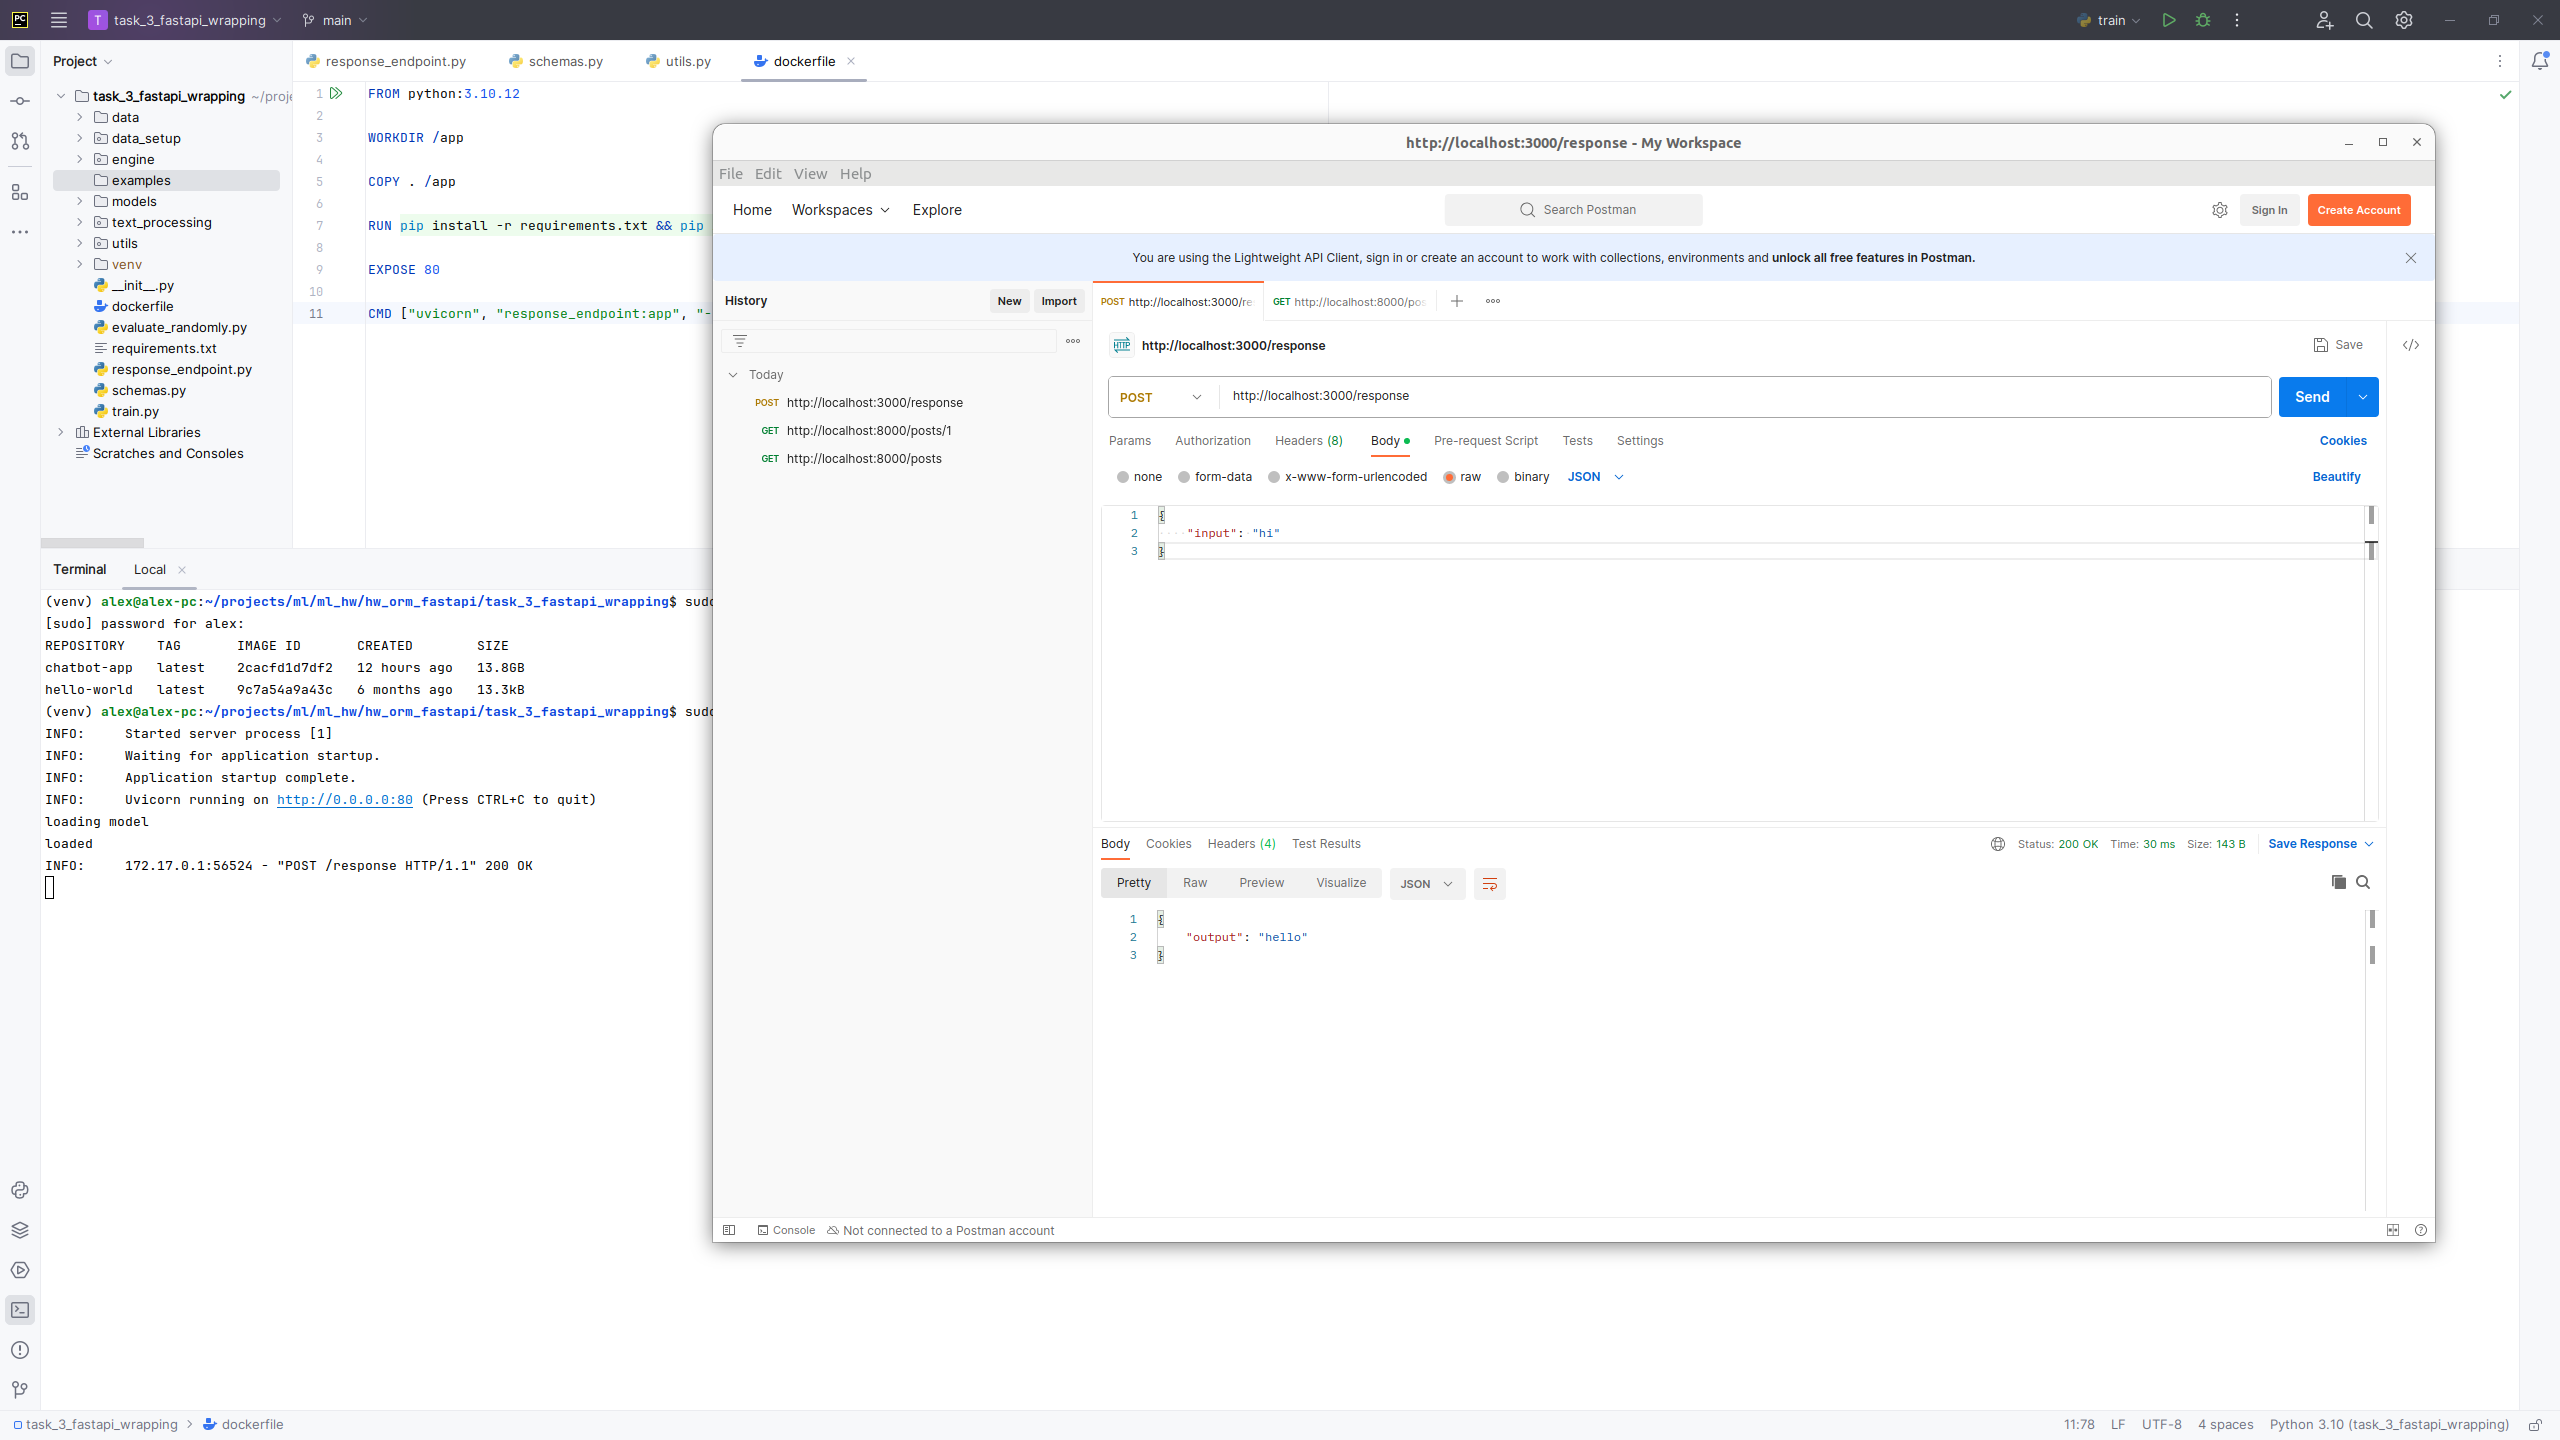 PC
T task_3_fastapi_wrapping
main
train
Project
task_3_fastapi_wrapping ~/proje
data
data_setup
engine
examples
models
text_processing
utils
venv
__init__.py
dockerfile
evaluate_randomly.py
requirements.txt
response_endpoint.py
schemas.py
train.py
External Libraries
Scratches and Consoles
response_endpoint.py schemas.py utils.py dockerfile
1 FROM python:3.10.12
2
3 WORKDIR /app
4
5 COPY . /app
6
7 RUN pip install -r requirements.txt && pip
8
9 EXPOSE 80
10
11 CMD ["uvicorn", "response_endpoint:app", "-
Terminal Local
(venv) alex@alex-pc:~/projects/ml/ml_hw/hw_orm_fastapi/task_3_fastapi_wrapping$ sudo
[sudo] password for alex:
REPOSITORY TAG IMAGE ID CREATED SIZE
chatbot-app latest 2cacfd1d7df2 12 hours ago 13.8GB
hello-world latest 9c7a54a9a43c 6 months ago 13.3kB
(venv) alex@alex-pc:~/projects/ml/ml_hw/hw_orm_fastapi/task_3_fastapi_wrapping$ sudo
INFO: Started server process [1]
INFO: Waiting for application startup.
INFO: Application startup complete.
INFO: Uvicorn running on http://0.0.0.0:80 (Press CTRL+C to quit)
loading model
loaded
INFO: 172.17.0.1:56524 - "POST /response HTTP/1.1" 200 OK
http://localhost:3000/response - My Workspace
File Edit View Help
Home Workspaces Explore
Search Postman
Sign In
Create Account
You are using the Lightweight API Client, sign in or create an account to work with collections, environments and unlock all free features in Postman.
History
New
Import
Today
POST http://localhost:3000/response
GET http://localhost:8000/posts/1
GET http://localhost:8000/posts
POST http://localhost:3000/re
GET http://localhost:8000/pos
HTTP http://localhost:3000/response
Save
POST http://localhost:3000/response
Send
Params Authorization Headers (8) Body Pre-request Script Tests Settings
Cookies
none form-data x-www-form-urlencoded raw binary JSON
Beautify
1 {
2 "input": "hi"
3 }
Body Cookies Headers (4) Test Results
Status: 200 OK Time: 30 ms Size: 143 B Save Response
Pretty Raw Preview Visualize JSON
1 {
2 "output": "hello"
3 }
Console Not connected to a Postman account
task_3_fastapi_wrapping > dockerfile
11:78 LF UTF-8 4 spaces Python 3.10 (task_3_fastapi_wrapping)